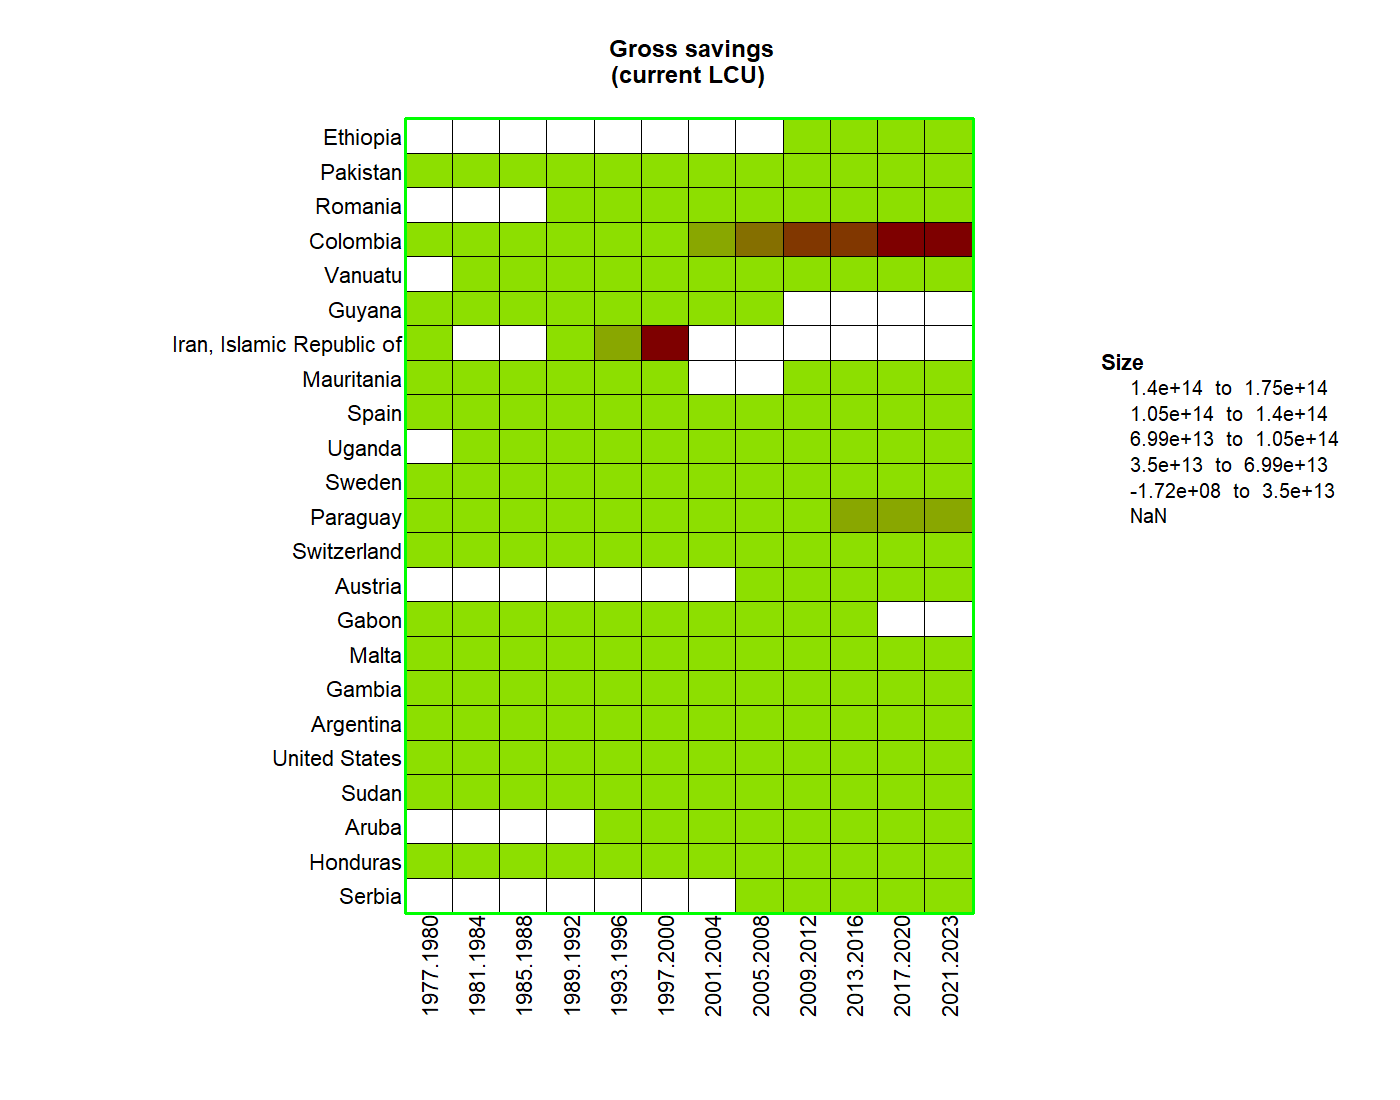 Gross savings
(current LCU)
Ethiopia
Pakistan
Romania
Colombia
Vanuatu
Guyana
Iran, Islamic Republic of
Mauritania
Spain
Uganda
Sweden
Paraguay
Switzerland
Austria
Gabon
Malta
Gambia
Argentina
United States
Sudan
Aruba
Honduras
Serbia
1977.1980
1981.1984
1985.1988
1989.1992
1993.1996
1997.2000
2001.2004
2005.2008
2009.2012
2013.2016
2017.2020
2021.2023
Size
1.4e+14 to 1.75e+14
1.05e+14 to 1.4e+14
6.99e+13 to 1.05e+14
3.5e+13 to 6.99e+13
-1.72e+08 to 3.5e+13
NaN